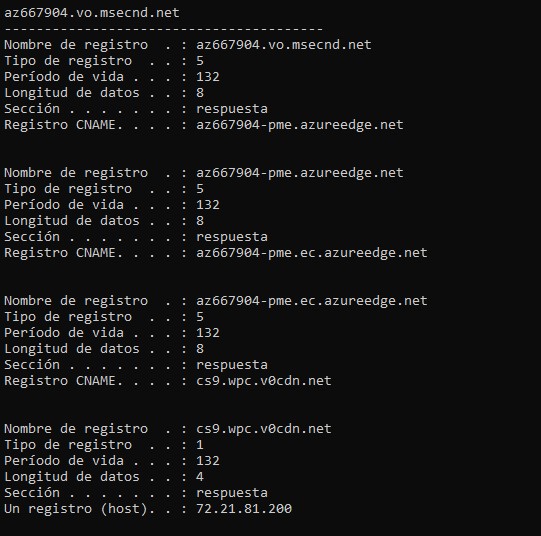 az667904.vo.msecnd.net
----------------------------------------
Nombre de registro  . : az667904.vo.msecnd.net
Tipo de registro  . . : 5
Período de vida . . . : 132
Longitud de datos . . : 8
Sección . . . . . . . : respuesta
Registro CNAME. . . . : az667904-pme.azureedge.net
Nombre de registro  . : az667904-pme.azureedge.net
Tipo de registro  . . : 5
Período de vida . . . : 132
Longitud de datos . . : 8
Sección . . . . . . . : respuesta
Registro CNAME. . . . : az667904-pme.ec.azureedge.net
Nombre de registro  . : az667904-pme.ec.azureedge.net
Tipo de registro  . . : 5
Período de vida . . . : 132
Longitud de datos . . : 8
Sección . . . . . . . : respuesta
Registro CNAME. . . . : cs9.wpc.v0cdn.net
Nombre de registro  . : cs9.wpc.v0cdn.net
Tipo de registro  . . : 1
Período de vida . . . : 132
Longitud de datos . . : 4
Sección . . . . . . . : respuesta
Un registro (host). . : 72.21.81.200